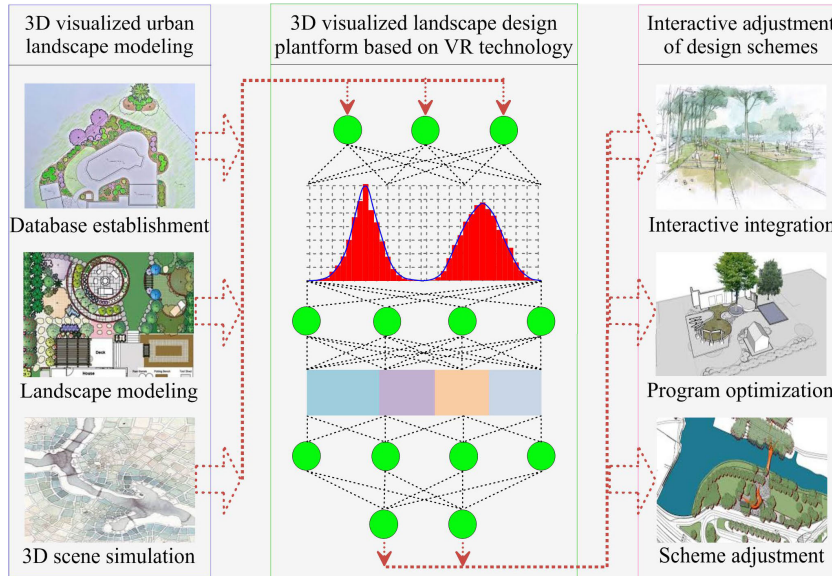 3D visualized urban
landscape modeling
Database establishment
Deck
House
Landscape modeling
3D scene simulation
3D visualized landscape design
plantform based on VR technology
Interactive adjustment
of design schemes
Interactive integration
Program optimization
Scheme adjustment